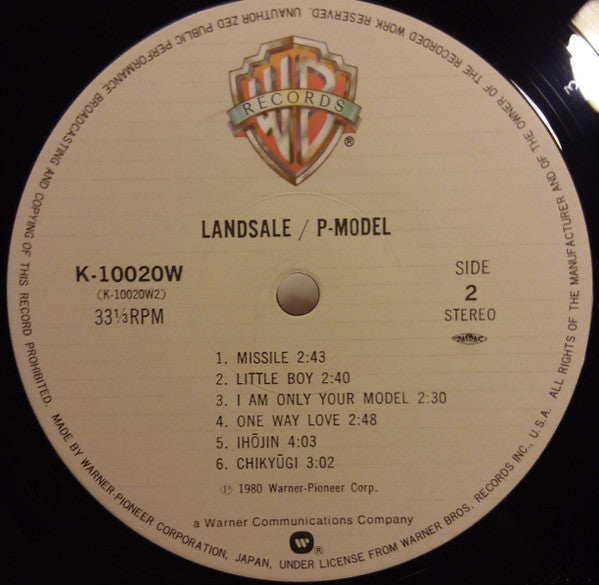 WB
RECORDS
®
LANDSALE / P-MODEL
K-10020W
(K-10020W2)
33⅓RPM
SIDE
2
STEREO
JASRAC
1. MISSILE 2:43
2. LITTLE BOY 2:40
3. I AM ONLY YOUR MODEL 2:30
4. ONE WAY LOVE 2:48
5. IHŌJIN 4:03
6. CHIKYŪGI 3:02
℗ 1980 Warner-Pioneer Corp.
a Warner Communications Company
®
MADE BY WARNER-PIONEER CORPORATION, JAPAN, UNDER LICENSE FROM WARNER BROS. RECORDS INC., U.S.A. ALL RIGHTS OF THE MANUFACTURER AND OF THE OWNER OF THE RECORDED WORK RESERVED. UNAUTHORIZED PUBLIC PERFORMANCE BROADCASTING AND COPYING OF THIS RECORD PROHIBITED.